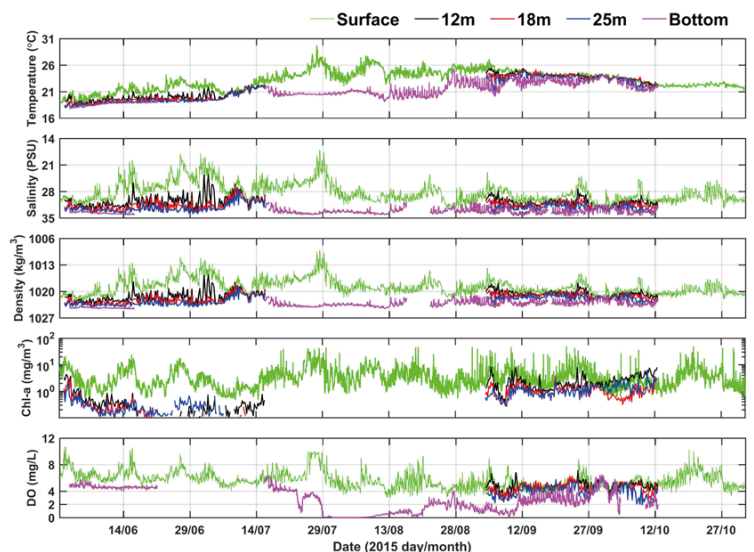 Surface 12m 18m 25m Bottom
Temperature (°C)
31
26
21
16
Salinity (PSU)
14
21
28
35
Density (kg/m³)
1006
1013
1020
1027
Chl-a (mg/m³)
10²
10¹
10⁰
DO (mg/L)
12
8
6
4
2
0
14/06 29/06 14/07 29/07 13/08 28/08 12/09 27/09 12/10 27/10
Date (2015 day/month)